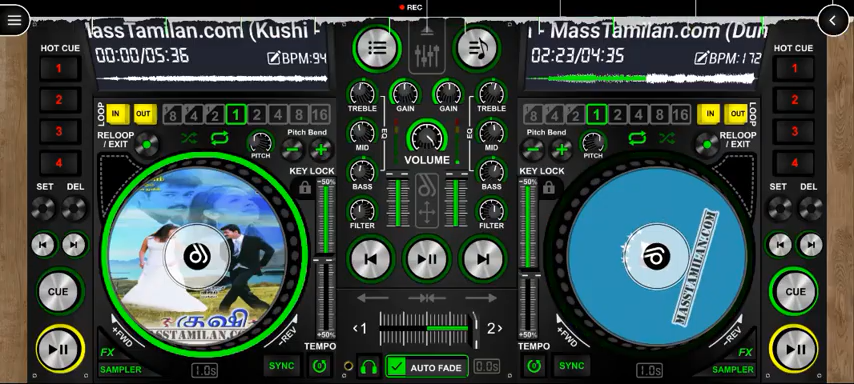 REC
MassTamilan.com (Kushi -
00:00/05:36
BPM:94
- MassTamilan.com (Dum
02:23/04:35
BPM:172
HOT CUE
1
2
3
4
SET DEL
CUE
LOOP
IN OUT
/8 /4 /2 1 2 4 8 16
RELOOP
/ EXIT
PITCH
Pitch Bend
KEY LOCK
-50%
+50%
TEMPO
TREBLE GAIN GAIN TREBLE
EQ
MID
VOLUME
MID
EQ
BASS
BASS
FILTER
FILTER
/8 /4 /2 1 2 4 8 16
IN OUT
LOOP
Pitch Bend
PITCH
RELOOP
/ EXIT
KEY LOCK
-50%
+50%
TEMPO
HOT CUE
1
2
3
4
SET DEL
CUE
குஷி
MASSTAMILAN.COM
MASSTAMILAN.COM
+FWD
-REV
+FWD
-REV
1 2
FX
SAMPLER
1.0s
SYNC
AUTO FADE
0.0s
SYNC
1.0s
FX
SAMPLER